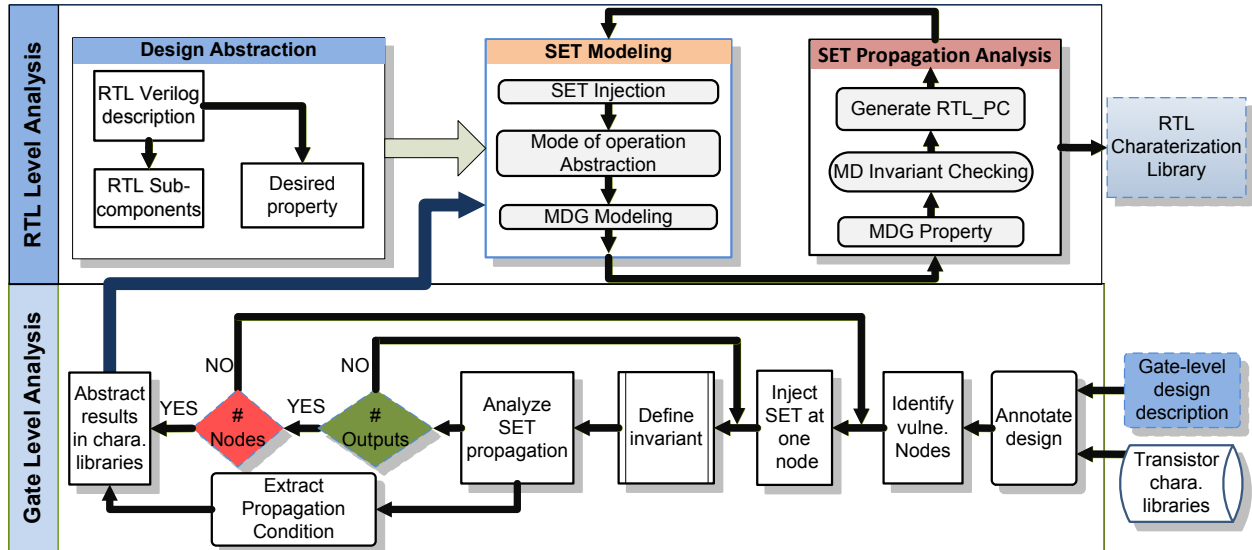 RTL Level Analysis
Design Abstraction
RTL Verilog
description
RTL Sub-
components
Desired
property
SET Modeling
SET Injection
Mode of operation
Abstraction
MDG Modeling
SET Propagation Analysis
Generate RTL_PC
MD Invariant Checking
MDG Property
RTL
Charaterization
Library
Gate Level Analysis
Abstract
results
in chara.
libraries
YES
NO
#
Nodes
YES
NO
#
Outputs
Analyze
SET
propagation
Extract
Propagation
Condition
Define
invariant
Inject
SET at
one
node
Identify
vulne.
Nodes
Annotate
design
Gate-level
design
description
Transistor
chara.
libraries